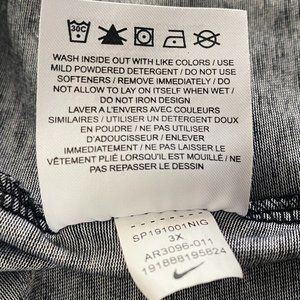 30C
WASH INSIDE OUT WITH LIKE COLORS / USE
MILD POWDERED DETERGENT / DO NOT USE
SOFTENERS / REMOVE IMMEDIATELY / DO
NOT ALLOW TO LAY ON ITSELF WHEN WET /
DO NOT IRON DESIGN
LAVER A L'ENVERS AVEC COULEURS
SIMILAIRES / UTILISER UN DETERGENT DOUX
EN POUDRE / NE PAS UTILISER
D'ADOUCISSEUR / ENLEVER
IMMEDIATEMENT / NE PAS LAISSER LE
VÊTEMENT PLIÉ LORSQU'IL EST MOUILLÉ / NE
PAS REPASSER LE DESSIN
SP191001NIG
3X
AR3096-011
191888195824